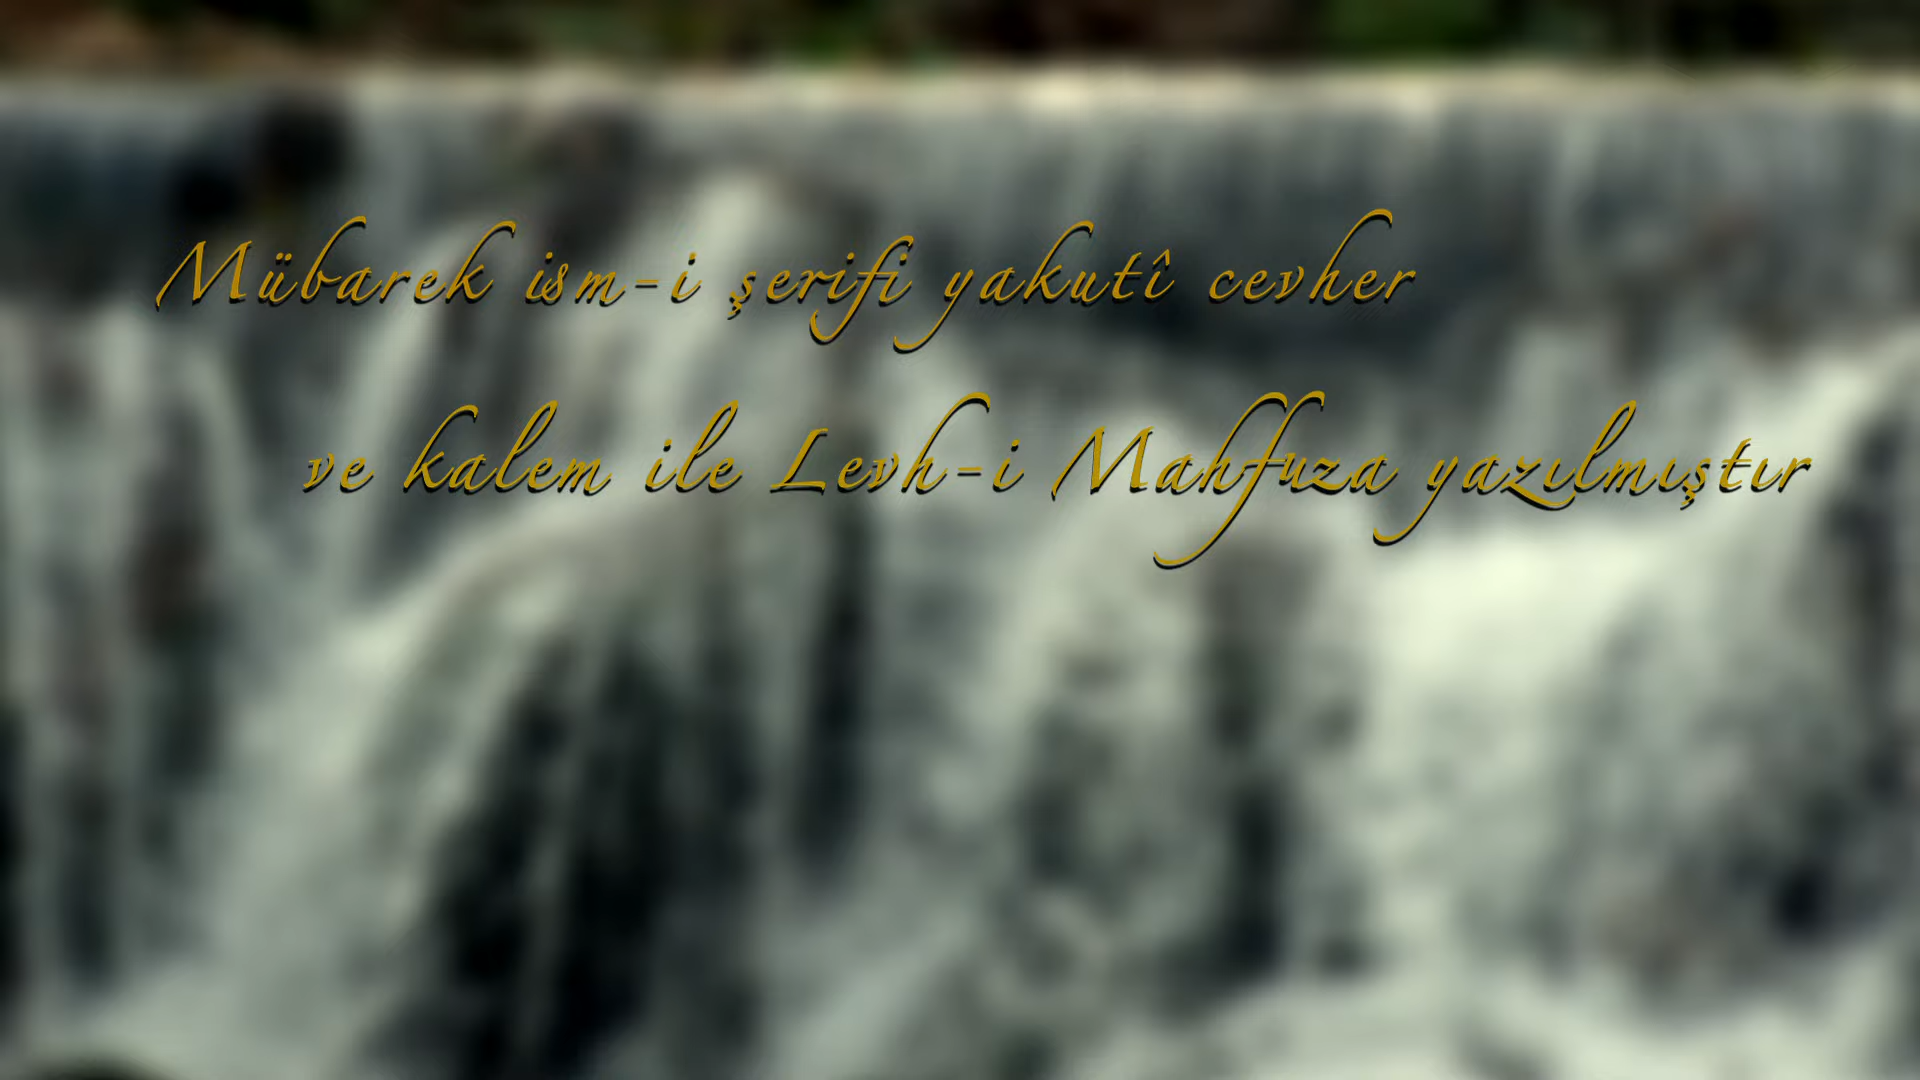 Mübarek ism-i şerifi yakutî cevher
ve kalem ile Levh-i Mahfuza yazılmıştır